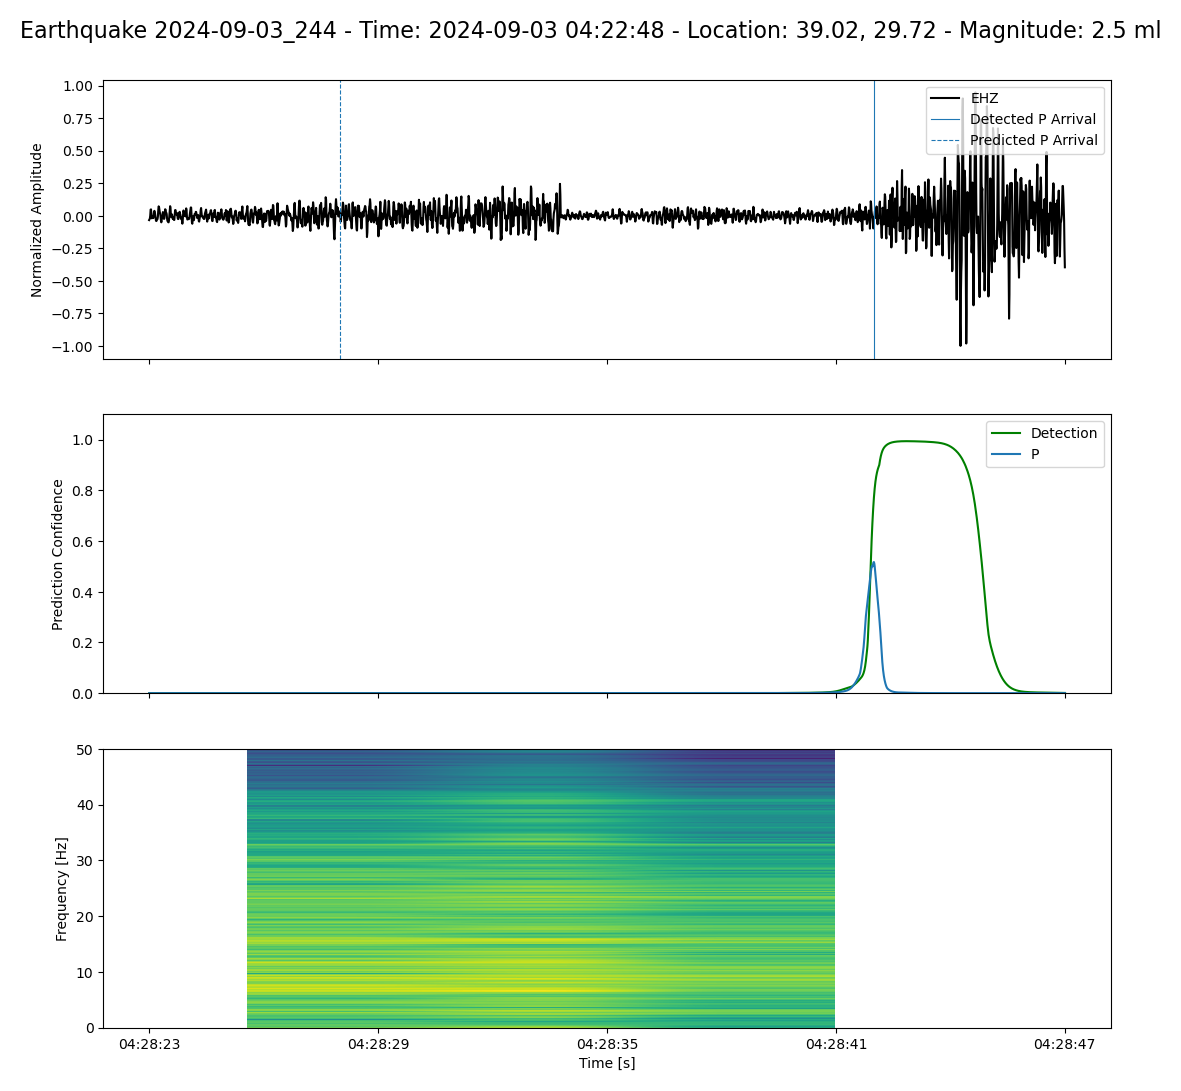 Earthquake 2024-09-03_244 - Time: 2024-09-03 04:22:48 - Location: 39.02, 29.72 - Magnitude: 2.5 ml
Normalized Amplitude
1.00
0.75
0.50
0.25
0.00
−0.25
−0.50
−0.75
−1.00
EHZ
Detected P Arrival
Predicted P Arrival
Prediction Confidence
1.0
0.8
0.6
0.4
0.2
0.0
Detection
P
Frequency [Hz]
50
40
30
20
10
0
04:28:23 04:28:29 04:28:35 04:28:41 04:28:47
Time [s]